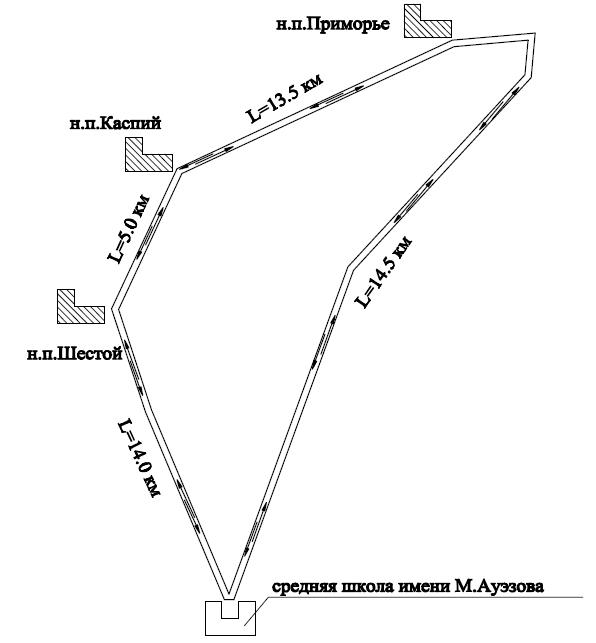 н.п.Приморье
L=13.5 км
н.п.Каспий
L=5.0 км
L=14.5 км
н.п.Шестой
L=14.0 км
средняя школа имени М.Ауэзова